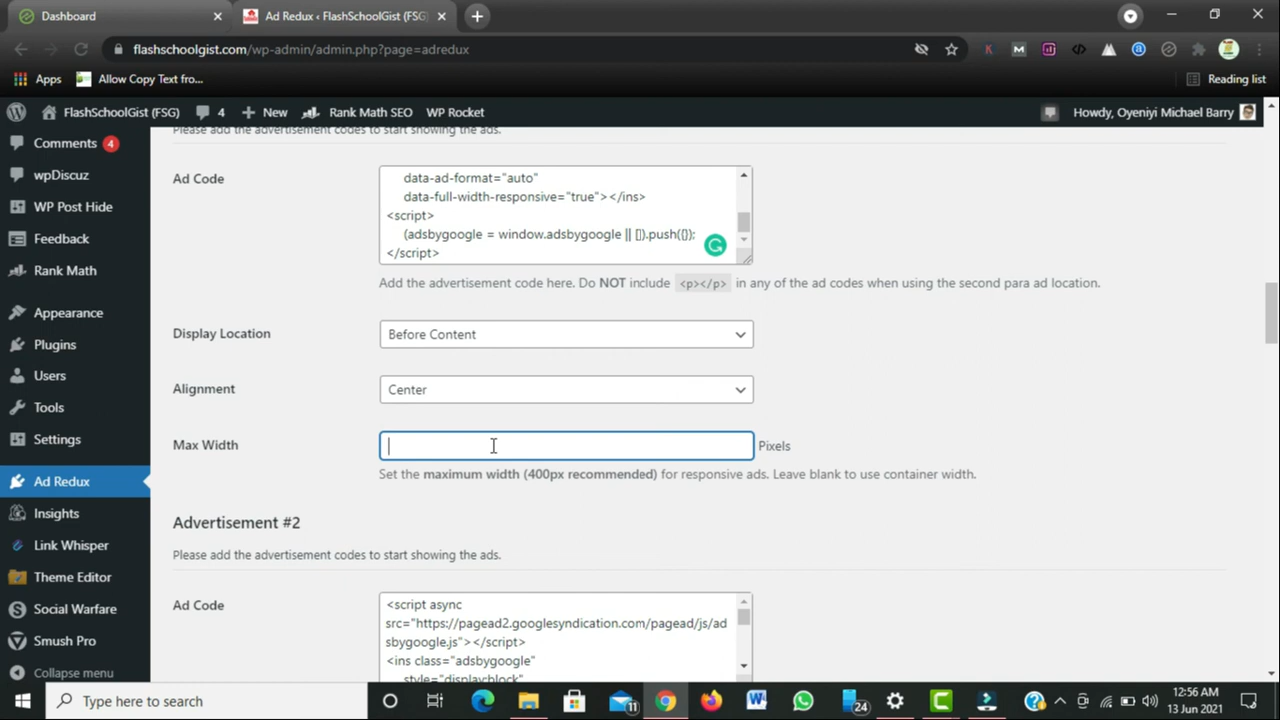 Dashboard
Ad Redux ‹ FlashSchoolGist (FSG)
flashschoolgist.com/wp-admin/admin.php?page=adredux
Apps
Allow Copy Text fro...
Reading list
FlashSchoolGist (FSG)
4
New
Rank Math SEO
WP Rocket
Howdy, Oyeniyi Michael Barry
Comments 4
wpDiscuz
WP Post Hide
Feedback
Rank Math
Appearance
Plugins
Users
Tools
Settings
Ad Redux
Insights
Link Whisper
Theme Editor
Social Warfare
Smush Pro
Collapse menu
Please add the advertisement codes to start showing the ads.
Ad Code
data-ad-format="auto"
data-full-width-responsive="true"></ins>
<script>
(adsbygoogle = window.adsbygoogle || []).push({});
</script>
Add the advertisement code here. Do NOT include <p></p> in any of the ad codes when using the second para ad location.
Display Location
Before Content
Alignment
Center
Max Width
Pixels
Set the maximum width (400px recommended) for responsive ads. Leave blank to use container width.
Advertisement #2
Please add the advertisement codes to start showing the ads.
Ad Code
<script async
src="https://pagead2.googlesyndication.com/pagead/js/ad
sbygoogle.js"></script>
<ins class="adsbygoogle"
style="display:block"
Type here to search
11
24
12:56 AM
13 Jun 2021